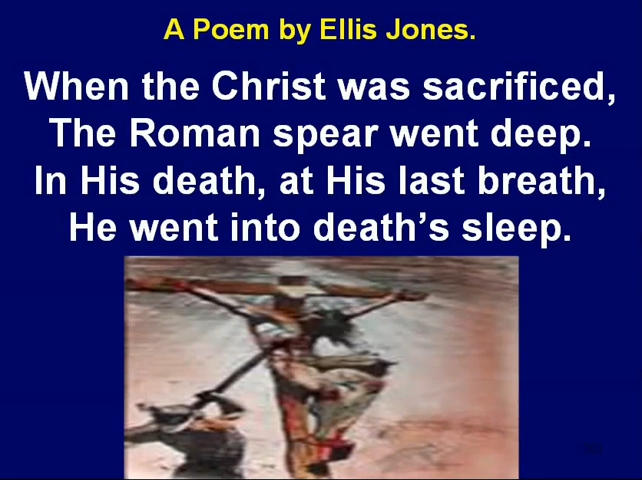 A Poem by Ellis Jones.
When the Christ was sacrificed,
The Roman spear went deep.
In His death, at His last breath,
He went into death’s sleep.